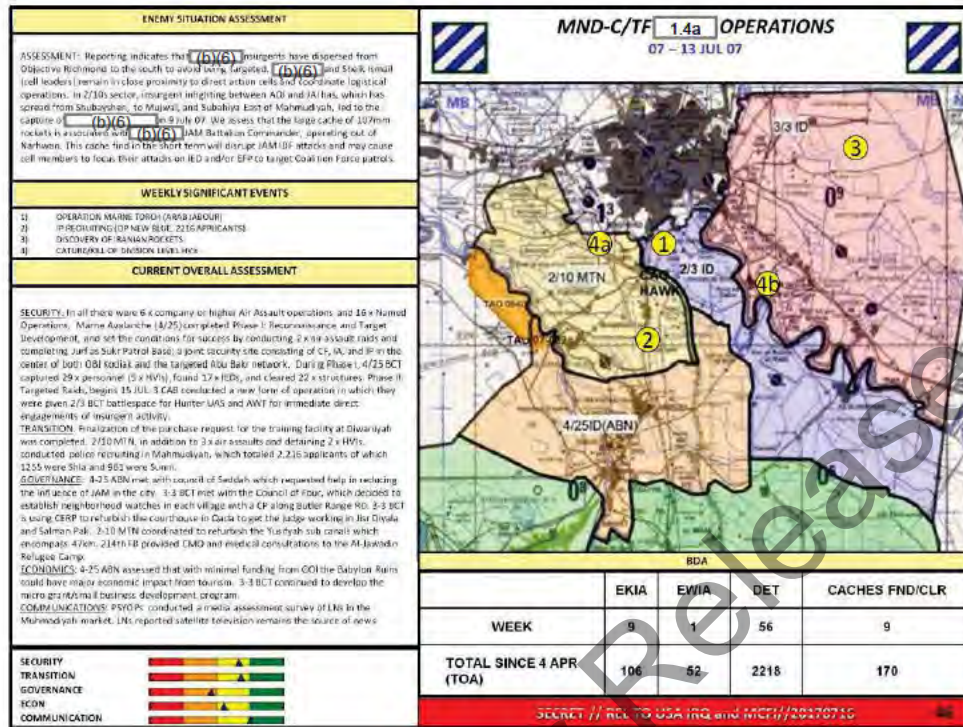 ENEMY SITUATION ASSESSMENT
ASSESSMENT: Reporting indicates that (b)(6) insurgents have dispersed from
Objective Richmond to the south to avoid being targeted. (b)(6) and Sheik Ismail
(cell leaders) remain in close proximity to direct action cells and coordinate logistical
operations. In 2/10s sector, insurgent infighting between AQI and JAI has, which has
spread from Shubayshen, to Mujwal, and Subahiya East of Mahmudiyah, led to the
capture of (b)(6) on 9 July 07. We assess that the large cache of 107mm
rockets is associated with (b)(6) JAM Battalion Commander, operating out of
Narhwan. This cache find in the short term will disrupt JAM IDF attacks and may cause
cell members to focus their attacks on IED and/or EFP to target Coalition Force patrols.
WEEKLY SIGNIFICANT EVENTS
1) OPERATION MARNE TORCH (ARAB JABOUR)
2) IP RECRUITING (OP NEW BLUE, 2216 APPLICANTS)
3) DISCOVERY OF IRANIAN ROCKETS
4) CATURE/KILL OF DIVISION LEVEL HVIs
CURRENT OVERALL ASSESSMENT
SECURITY: In all there were 6 x company or higher Air Assault operations and 16 x Named
Operations. Marne Avalanche (4/25) completed Phase I: Reconnaissance and Target
Development, and set the conditions for success by conducting 2 x air assault raids and
completing Jurf as Sukr Patrol Base; a joint security site consisting of CF, IA, and IP in the
center of both OBJ Kodiak and the targeted Abu Bakr network. During Phase I, 4/25 BCT
captured 29 x personnel (5 x HVIs), found 17 x IEDs, and cleared 22 x structures. Phase II:
Targeted Raids, begins 15 JUL. 3 CAB conducted a new form of operation in which they
were given 2/3 BCT battlespace for Hunter UAS and AWT for immediate direct
engagements of insurgent activity.
TRANSITION: Finalization of the purchase request for the training facility at Diwaniyah
was completed. 2/10 MTN, in addition to 3 x air assaults and detaining 2 x HVIs,
conducted police recruiting in Mahmudiyah, which totaled 2,216 applicants of which
1255 were Shia and 961 were Sunni.
GOVERNANCE: 4-25 ABN met with council of Seddah which requested help in reducing
the influence of JAM in the city. 3-3 BCT met with the Council of Four, which decided to
establish neighborhood watches in each village with a CP along Butler Range Rd. 3-3 BCT
is using CERP to refurbish the courthouse in Qada to get the judge working in Jisr Diyala
and Salman Pak. 2-10 MTN coordinated to refurbish the Yusifyah sub canals which
encompass 47km. 214th FB provided CMO and medical consultations to the Al-Jawadin
Refugee Camp.
ECONOMICS: 4-25 ABN assessed that with minimal funding from GOI the Babylon Ruins
could have major economic impact from tourism. 3-3 BCT continued to develop the
micro grant/small business development program.
COMMUNICATIONS: PSYOPs conducted a media assessment survey of LNs in the
Muhmadiyah market. LNs reported satellite television remains the source of news
SECURITY
TRANSITION
GOVERNANCE
ECON
COMMUNICATION
MND-C/TF 1.4a OPERATIONS
07 – 13 JUL 07
MB
MB
3/3 ID
3
0⁹
1³
4a
1
2/3 ID
2/10 MTN
CAG
HAWK
4b
2
4/25ID(ABN)
0⁸
Release
BDA
EKIA EWIA DET CACHES FND/CLR
WEEK 9 1 56 9
TOTAL SINCE 4 APR (TOA) 106 52 2218 170
SECRET // REL TO USA IRQ and MCFI//20170716